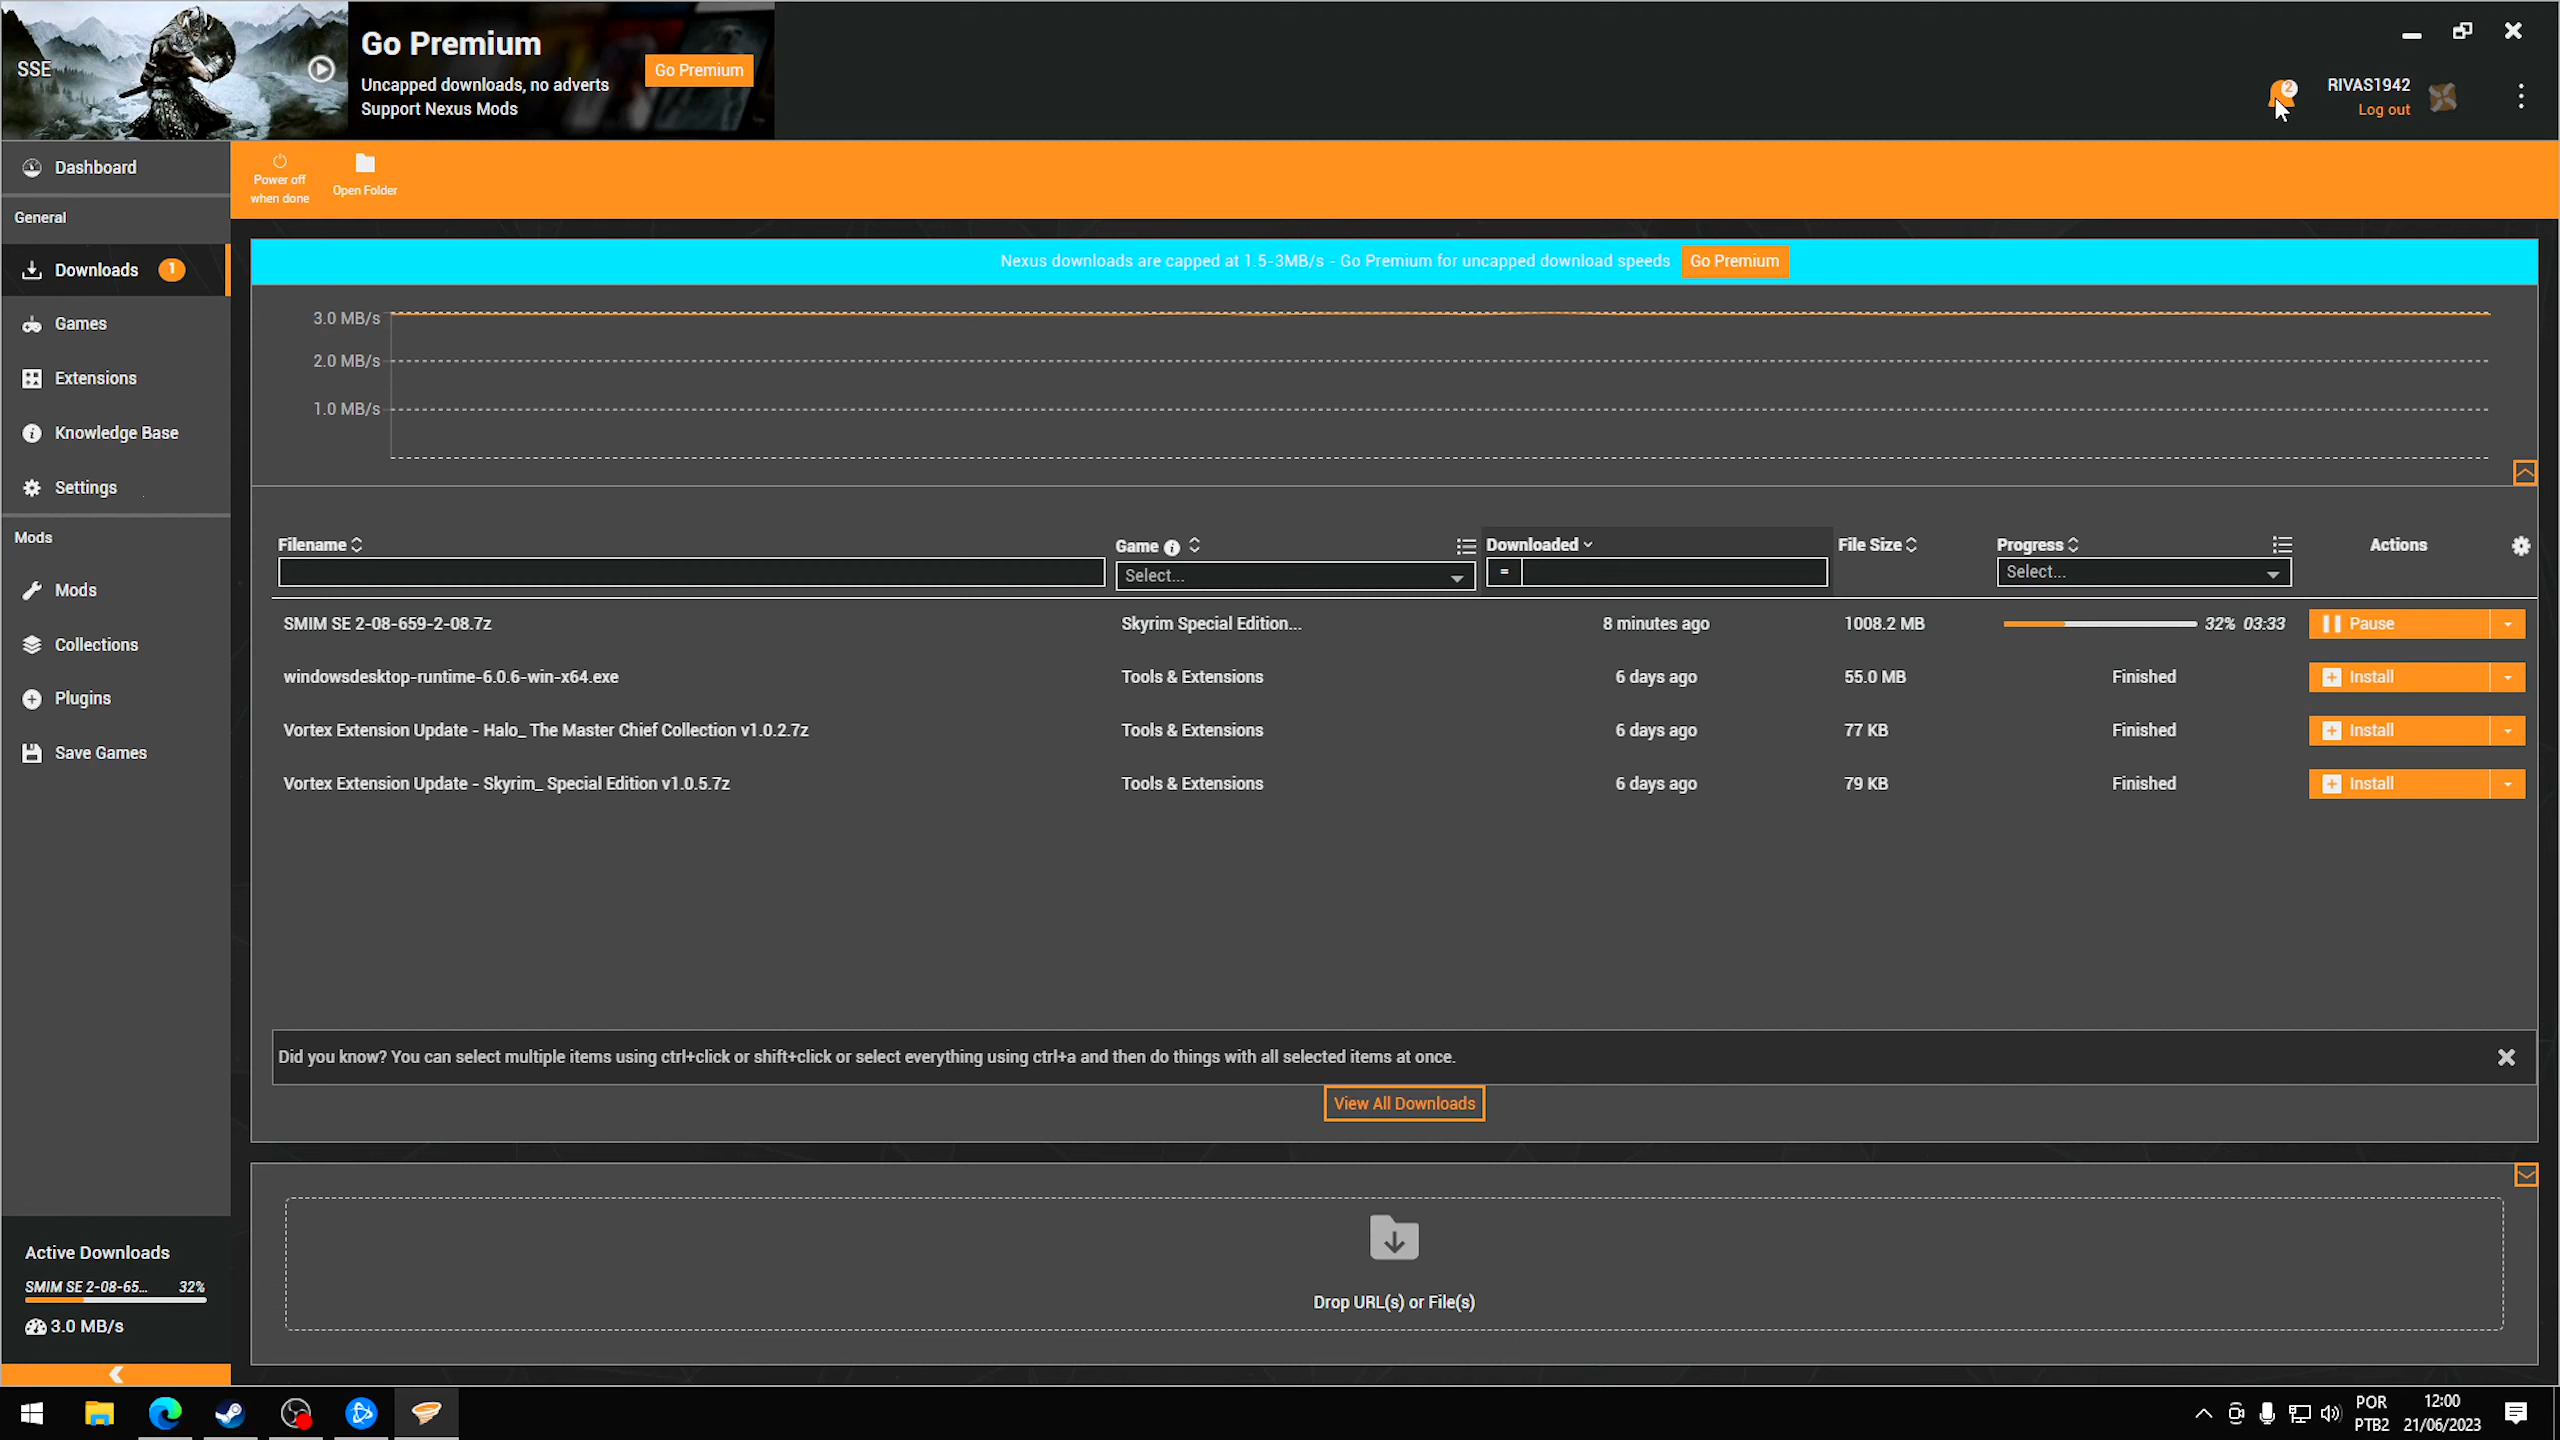 SSE
Go Premium
Uncapped downloads, no adverts
Support Nexus Mods
Go Premium
2
RIVAS1942
Log out
Dashboard
General
Downloads 1
Games
Extensions
Knowledge Base
Settings
Mods
Mods
Collections
Plugins
Save Games
Active Downloads
SMIM SE 2-08-65... 32%
3.0 MB/s
Power off
when done
Open Folder
Nexus downloads are capped at 1.5-3MB/s - Go Premium for uncapped download speeds Go Premium
3.0 MB/s
2.0 MB/s
1.0 MB/s
Filename Game Downloaded File Size Progress Actions
Select... = Select...
SMIM SE 2-08-659-2-08.7z Skyrim Special Edition... 8 minutes ago 1008.2 MB 32% 03:33 Pause
windowsdesktop-runtime-6.0.6-win-x64.exe Tools & Extensions 6 days ago 55.0 MB Finished Install
Vortex Extension Update - Halo_ The Master Chief Collection v1.0.2.7z Tools & Extensions 6 days ago 77 KB Finished Install
Vortex Extension Update - Skyrim_ Special Edition v1.0.5.7z Tools & Extensions 6 days ago 79 KB Finished Install
Did you know? You can select multiple items using ctrl+click or shift+click or select everything using ctrl+a and then do things with all selected items at once.
View All Downloads
Drop URL(s) or File(s)
POR 12:00
PTB2 21/06/2023